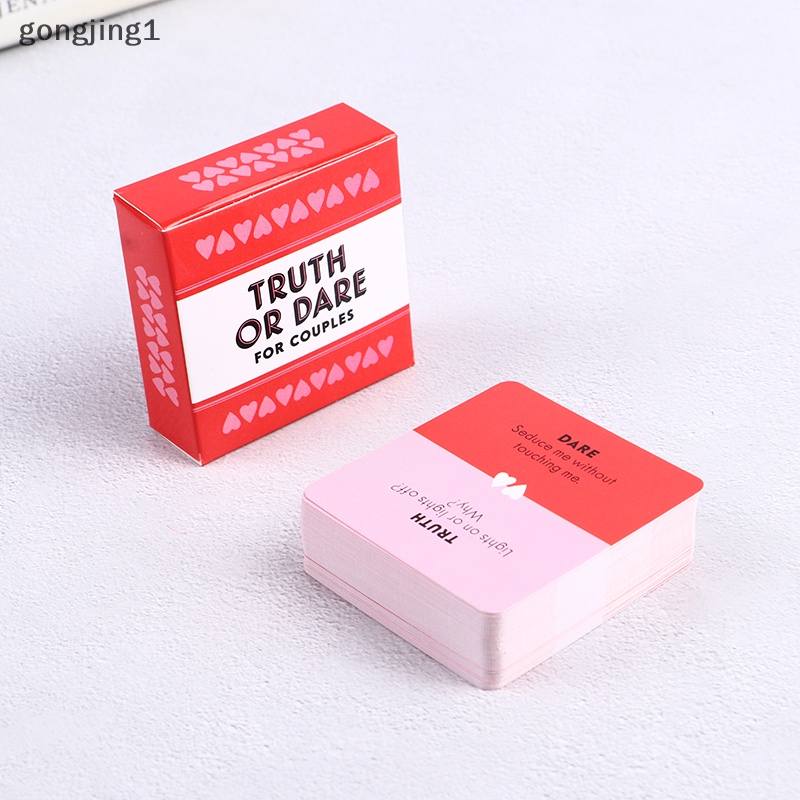 gongjing1
TRUTH
OR DARE
FOR COUPLES
DARE
Seduce me without
touching me.
TRUTH
Lights on or lights off?
Why?